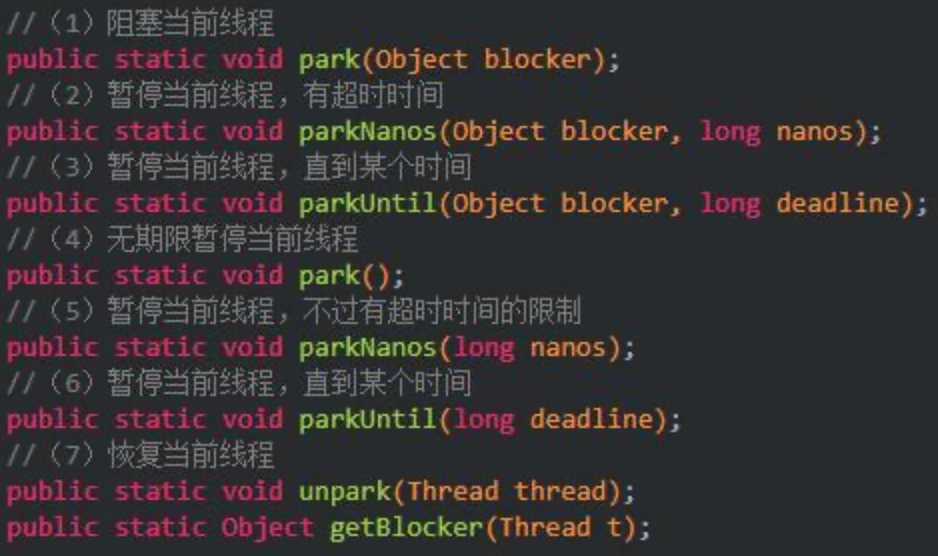 //（1）阻塞当前线程
public static void park(Object blocker);
//（2）暂停当前线程，有超时时间
public static void parkNanos(Object blocker, long nanos);
//（3）暂停当前线程，直到某个时间
public static void parkUntil(Object blocker, long deadline);
//（4）无期限暂停当前线程
public static void park();
//（5）暂停当前线程，不过有超时时间的限制
public static void parkNanos(long nanos);
//（6）暂停当前线程，直到某个时间
public static void parkUntil(long deadline);
//（7）恢复当前线程
public static void unpark(Thread thread);
public static Object getBlocker(Thread t);